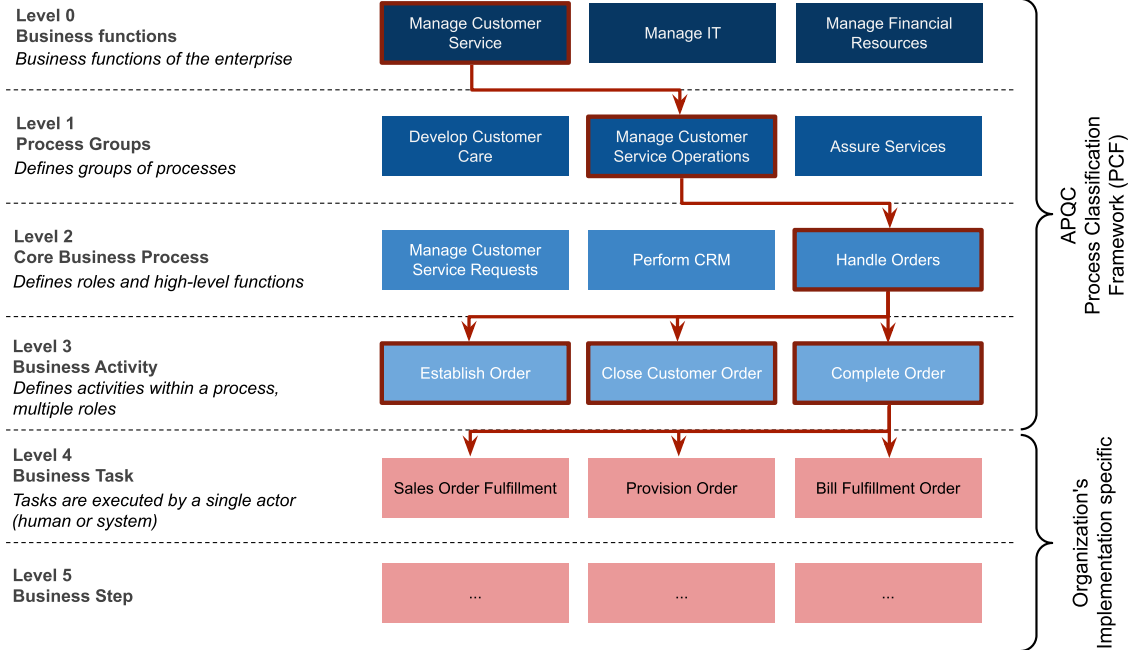 Level 0
Business functions
Business functions of the enterprise
Manage Customer
Service
Manage IT
Manage Financial
Resources
Level 1
Process Groups
Defines groups of processes
Develop Customer
Care
Manage Customer
Service Operations
Assure Services
Level 2
Core Business Process
Defines roles and high-level functions
Manage Customer
Service Requests
Perform CRM
Handle Orders
Level 3
Business Activity
Defines activities within a process,
multiple roles
Establish Order
Close Customer Order
Complete Order
APQC
Process Classification
Framework (PCF)
Level 4
Business Task
Tasks are executed by a single actor
(human or system)
Sales Order Fulfillment
Provision Order
Bill Fulfillment Order
Level 5
Business Step
...
...
...
Organization's
Implementation specific